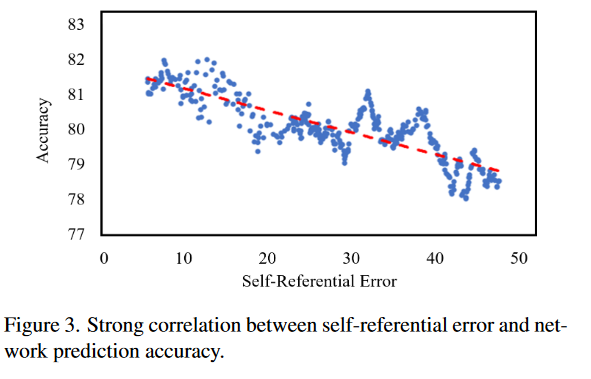 83
82
81
80
79
78
77
Accuracy
0 10 20 30 40 50
Self-Referential Error
Figure 3. Strong correlation between self-referential error and net-
work prediction accuracy.